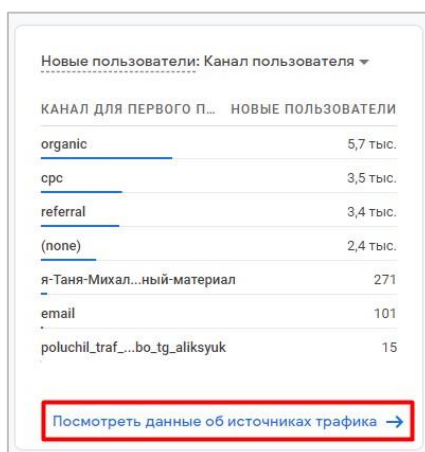 Новые пользователи: Канал пользователя
КАНАЛ ДЛЯ ПЕРВОГО П... НОВЫЕ ПОЛЬЗОВАТЕЛИ
organic 5,7 тыс.
cpc 3,5 тыс.
referral 3,4 тыс.
(none) 2,4 тыс.
я-Таня-Михал...ный-материал 271
email 101
poluchil_traf_...bo_tg_aliksyuk 15
Посмотреть данные об источниках трафика →